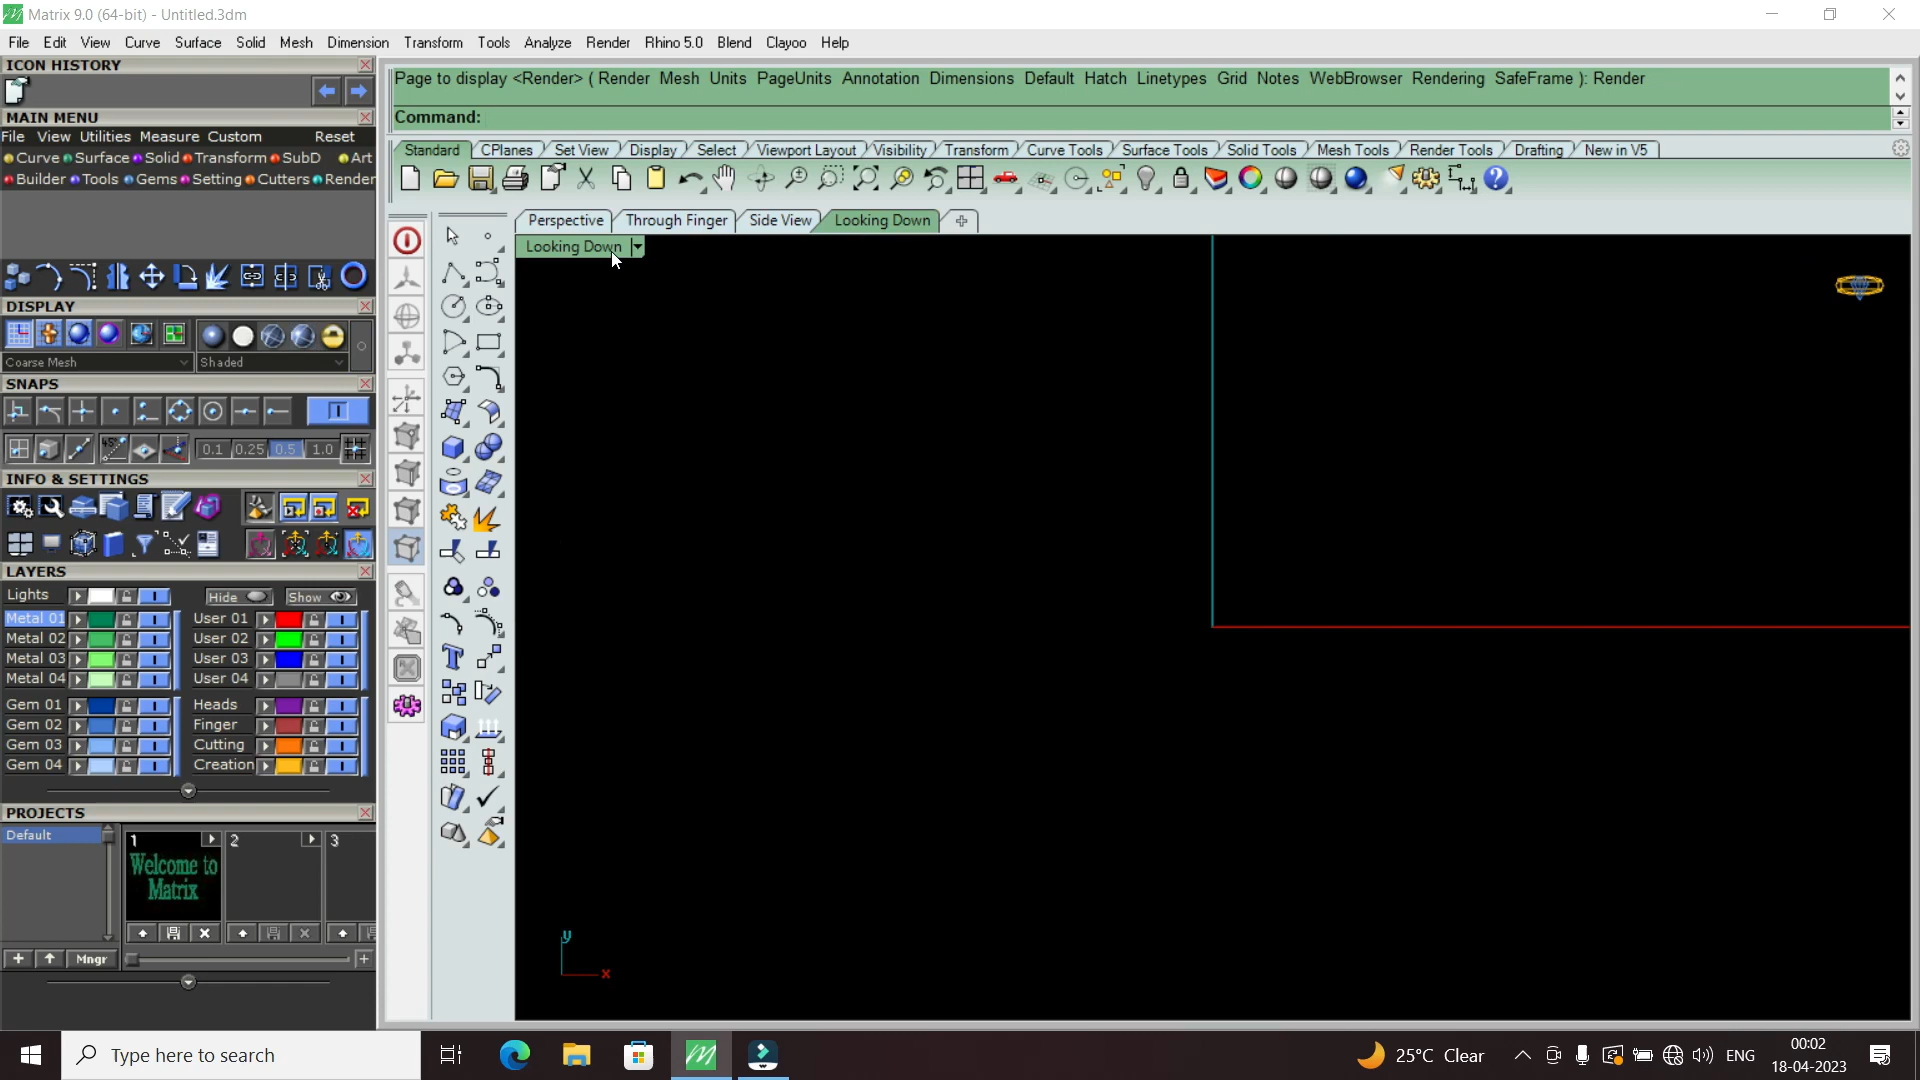 Matrix 9.0 (64-bit) - Untitled.3dm
File Edit View Curve Surface Solid Mesh Dimension Transform Tools Analyze Render Rhino 5.0 Blend Clayoo Help
ICON HISTORY
MAIN MENU
File View Utilities Measure Custom Reset
Curve Surface Solid Transform SubD Art
Builder Tools Gems Setting Cutters Render
DISPLAY
Coarse Mesh Shaded
SNAPS
0.1 0.25 0.5 1.0
INFO & SETTINGS
LAYERS
Lights Hide Show
Metal 01 User 01
Metal 02 User 02
Metal 03 User 03
Metal 04 User 04
Gem 01 Heads
Gem 02 Finger
Gem 03 Cutting
Gem 04 Creation
PROJECTS
Default
1 2 3
Welcome to
Matrix
Mngr
Page to display <Render> ( Render Mesh Units PageUnits Annotation Dimensions Default Hatch Linetypes Grid Notes WebBrowser Rendering SafeFrame ): Render
Command:
Standard CPlanes Set View Display Select Viewport Layout Visibility Transform Curve Tools Surface Tools Solid Tools Mesh Tools Render Tools Drafting New in V5
Perspective Through Finger Side View Looking Down
Looking Down
y
x
Type here to search
25°C Clear
ENG
00:02
18-04-2023